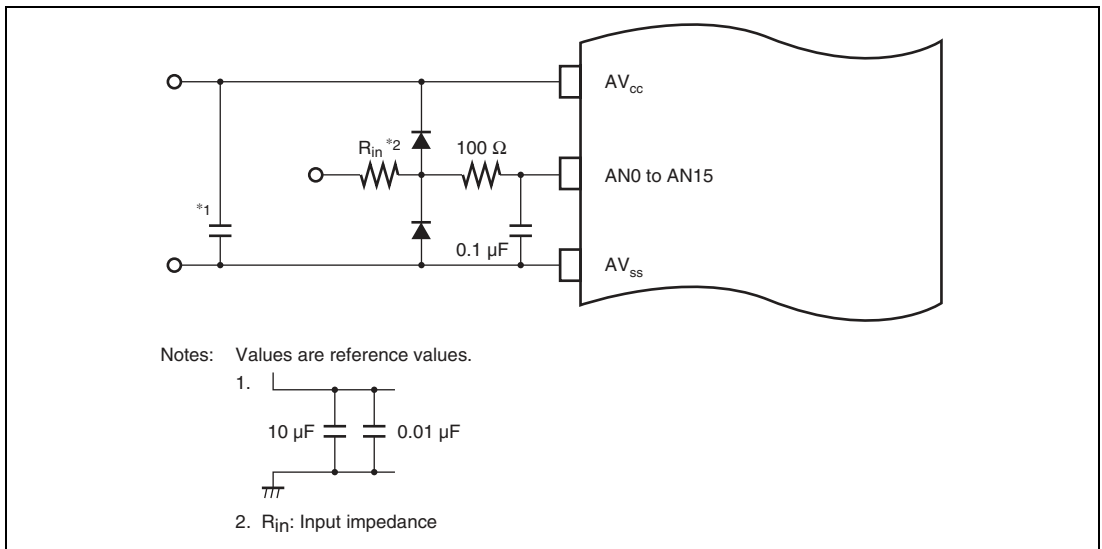 AVcc
Rin *2
100 Ω
AN0 to AN15
*1
0.1 µF
AVss
Notes: Values are reference values.
1.
10 µF
0.01 µF
2. Rin: Input impedance